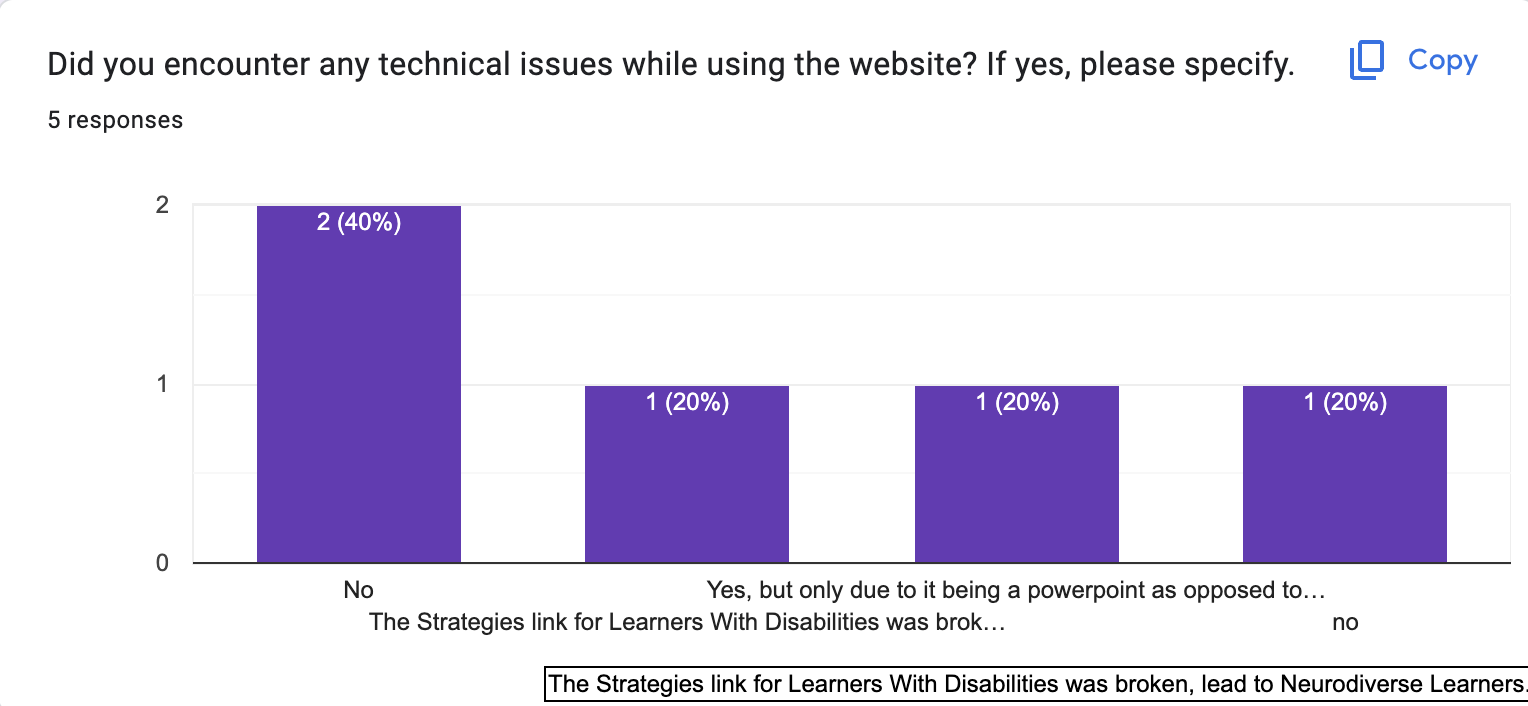 Did you encounter any technical issues while using the website? If yes, please specify.
Copy
5 responses
2
2 (40%)
1
1 (20%)
1 (20%)
1 (20%)
0
No
Yes, but only due to it being a powerpoint as opposed to…
The Strategies link for Learners With Disabilities was brok…
no
The Strategies link for Learners With Disabilities was broken, lead to Neurodiverse Learners.